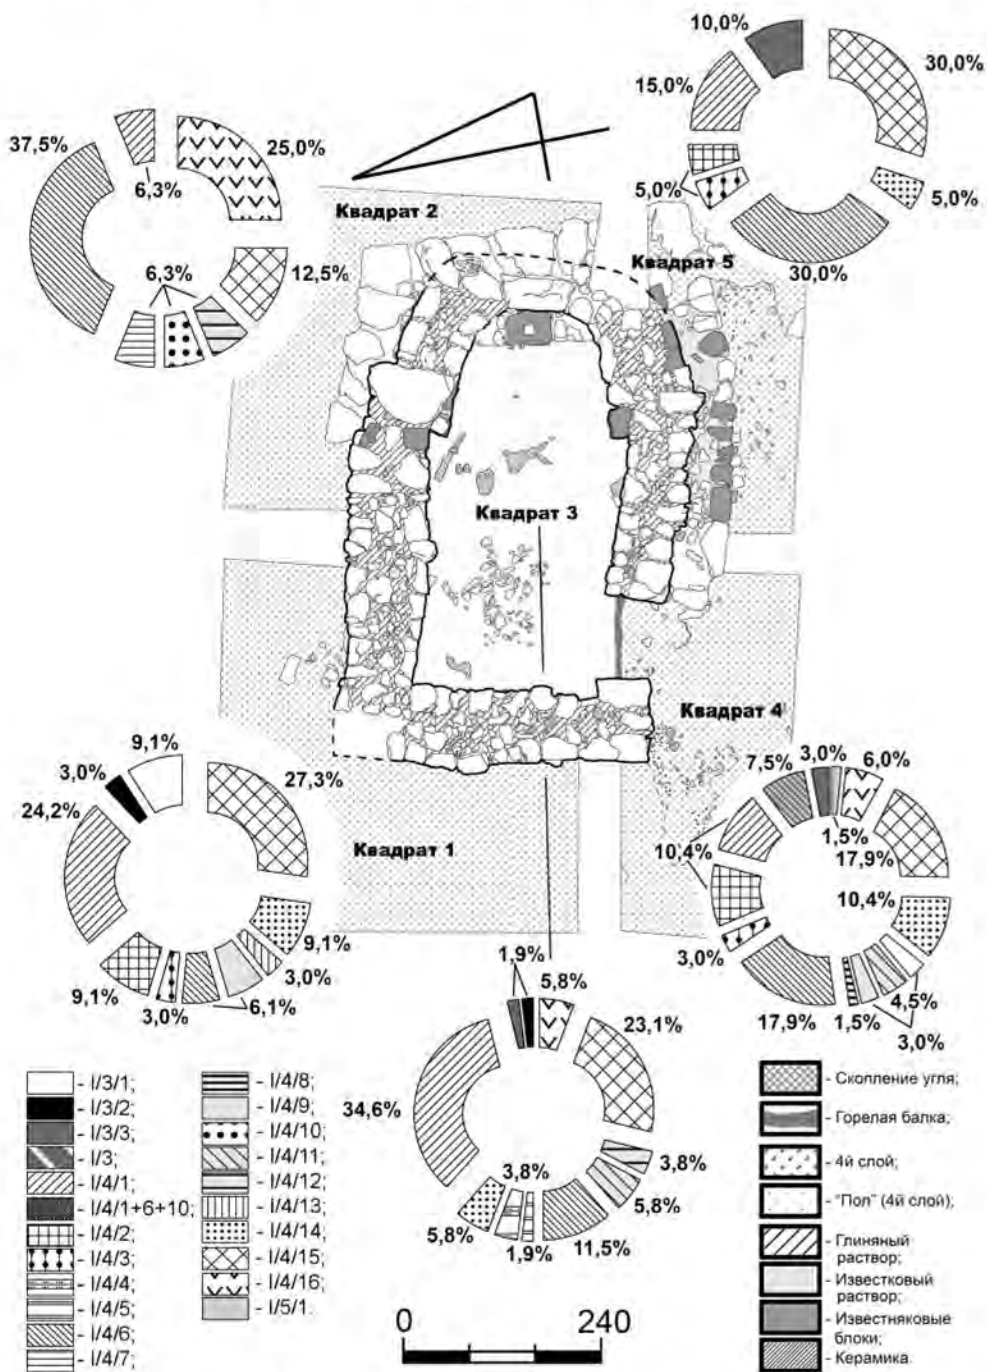 10,0%
30,0%
15,0%
37,5%
25,0%
6,3%
5,0%
5,0%
Квадрат 2
6,3%
12,5%
Квадрат 5
30,0%
Квадрат 3
Квадрат 4
9,1%
3,0%
27,3%
24,2%
7,5%
3,0%
6,0%
1,5%
Квадрат 1
10,4%
17,9%
10,4%
9,1%
3,0%
3,0%
9,1%
3,0%
6,1%
1,9%
5,8%
4,5%
17,9%
1,5%
3,0%
23,1%
34,6%
3,8%
3,8%
5,8%
5,8%
1,9%
11,5%
- I/3/1;
- I/3/2;
- I/3/3;
- I/3;
- I/4/1;
- I/4/1+6+10;
- I/4/2;
- I/4/3;
- I/4/4;
- I/4/5;
- I/4/6;
- I/4/7;
- I/4/8;
- I/4/9;
- I/4/10;
- I/4/11;
- I/4/12;
- I/4/13;
- I/4/14;
- I/4/15;
- I/4/16;
- I/5/1.
0 240
- Скопление угля;
- Горелая балка;
- 4й слой;
- "Пол" (4й слой);
- Глиняный
раствор;
- Известковый
раствор;
- Известняковые
блоки;
- Керамика.